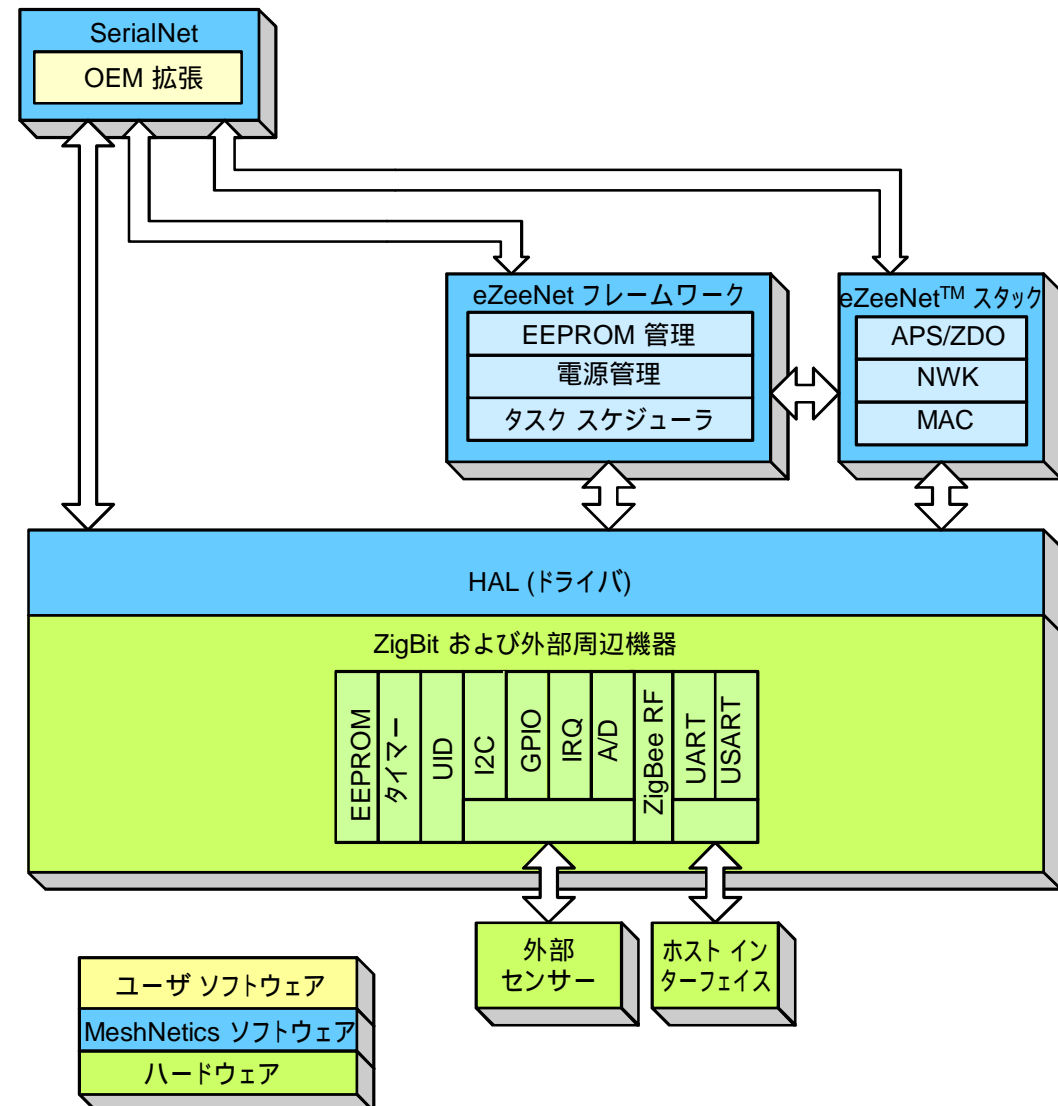 SerialNet
OEM 拡張
eZeeNet フレームワーク
EEPROM 管理
電源管理
タスク スケジューラ
eZeeNet™ スタック
APS/ZDO
NWK
MAC
HAL (ドライバ)
ZigBit および外部周辺機器
EEPROM
タイマー
UID
I2C
GPIO
IRQ
A/D
ZigBee RF
UART
USART
外部
センサー
ホスト イン
ターフェイス
ユーザ ソフトウェア
MeshNetics ソフトウェア
ハードウェア